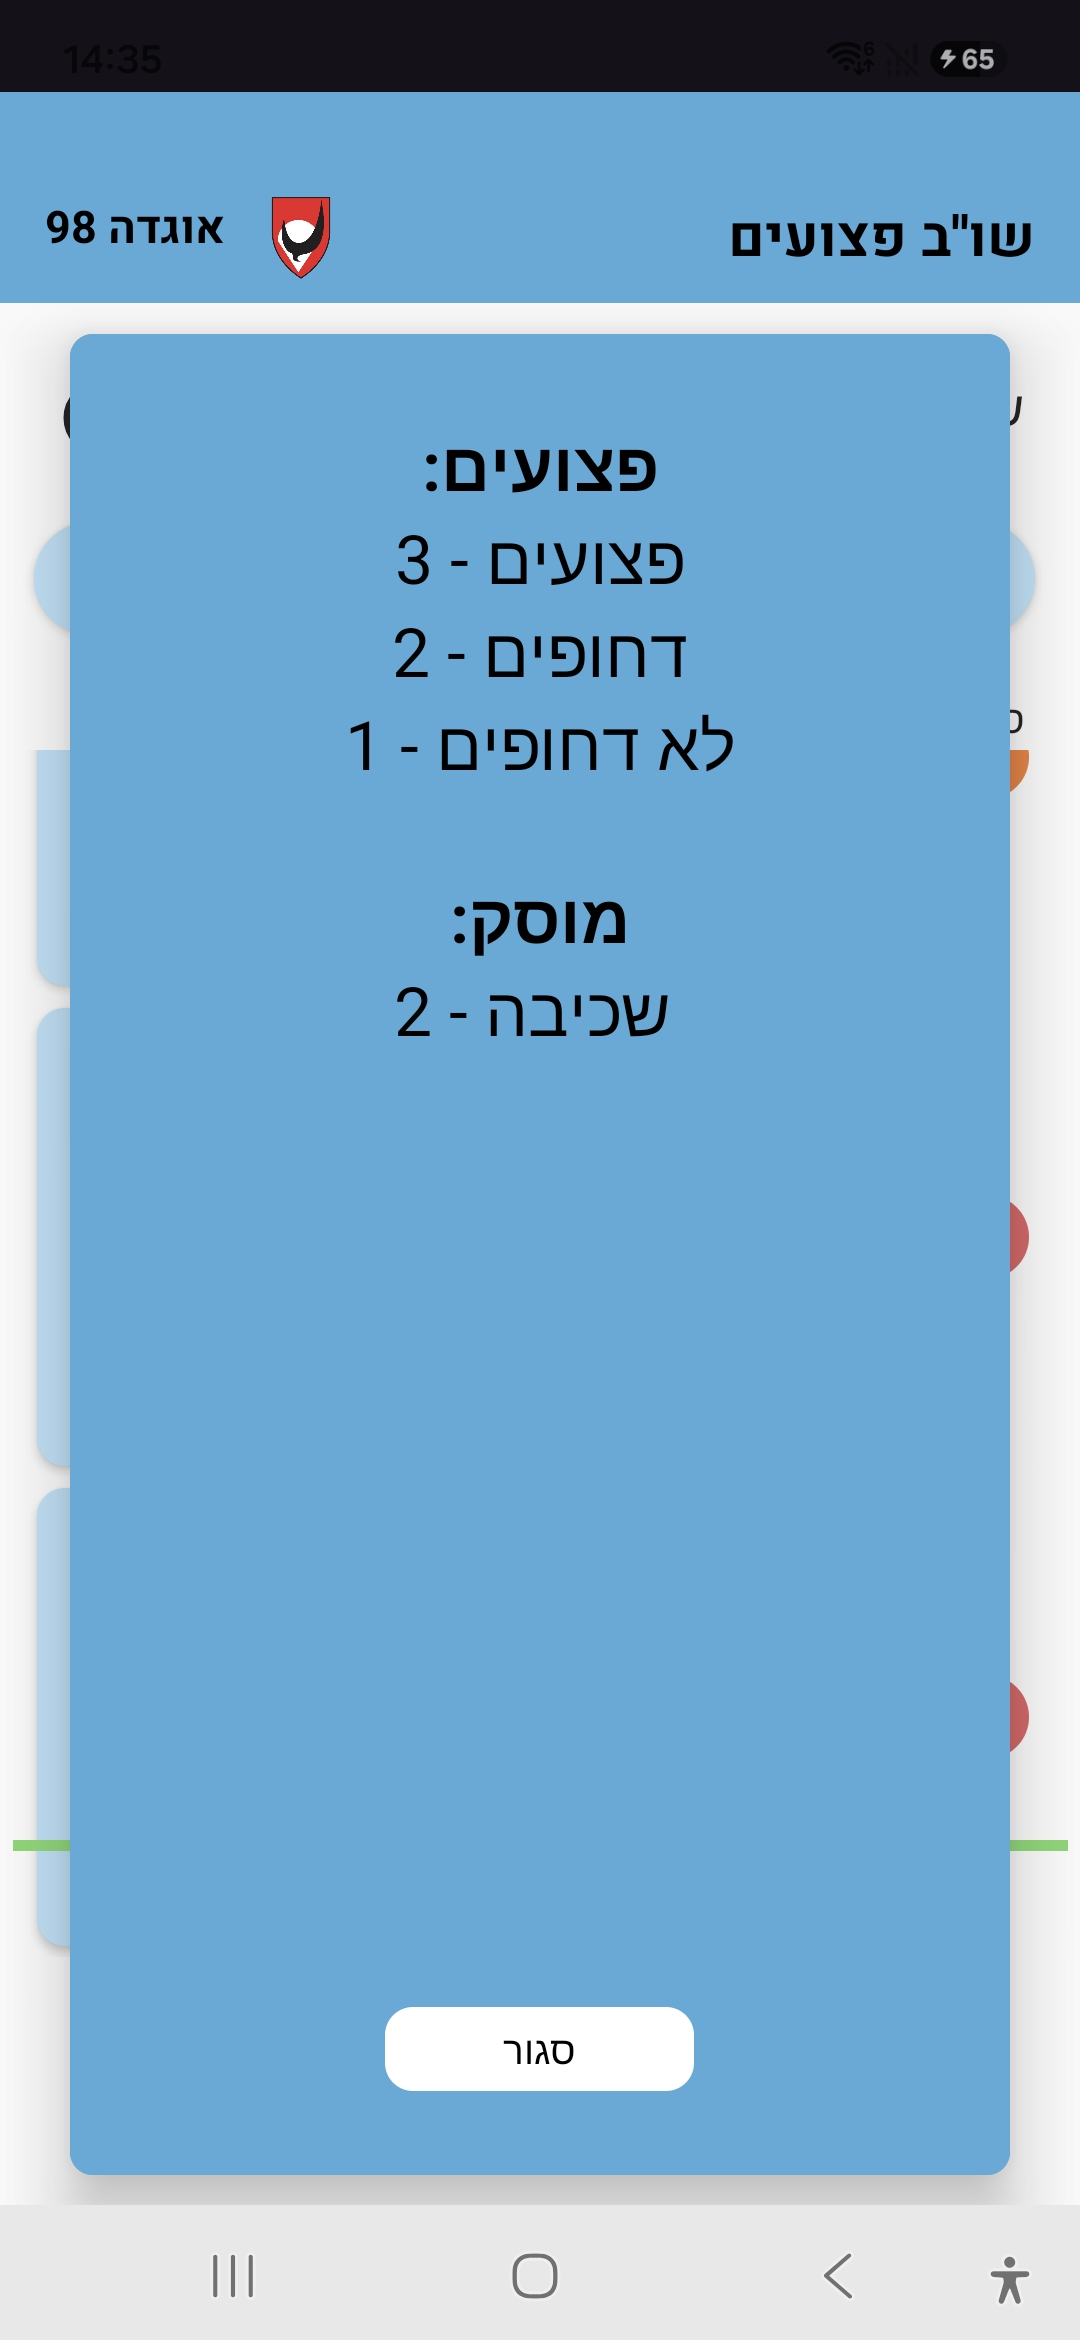 14:35
6
65
שו"ב פצועים
אוגדה 98
פצועים:
פצועים - 3
דחופים - 2
לא דחופים - 1
מוסק:
שכיבה - 2
סגור